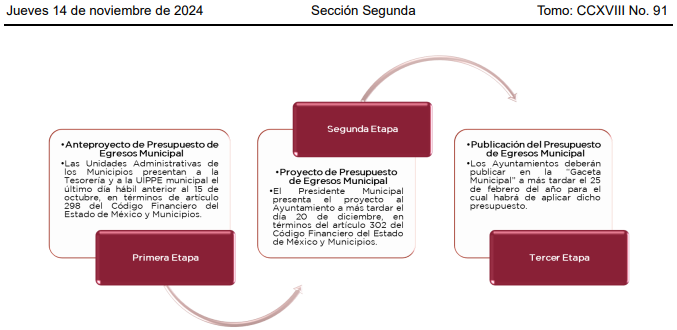 Jueves 14 de noviembre de 2024 Sección Segunda Tomo: CCXVIII No. 91
•Anteproyecto de Presupuesto de
Egresos Municipal
•Las Unidades Administrativas de
los Municipios presentan a la
Tesorería y a la UIPPE municipal el
último día hábil anterior al 15 de
octubre, en términos de artículo
298 del Código Financiero del
Estado de México y Municipios.
Primera Etapa
Segunda Etapa
•Proyecto de Presupuesto
de Egresos Municipal
•El Presidente Municipal
presenta el proyecto al
Ayuntamiento a más tardar el
día 20 de diciembre, en
términos del artículo 302 del
Código Financiero del Estado
de México y Municipios.
•Publicación del Presupuesto
de Egresos Municipal
•Los Ayuntamientos deberán
publicar en la "Gaceta
Municipal" a más tardar el 25
de febrero del año para el
cual habrá de aplicar dicho
presupuesto.
Tercer Etapa